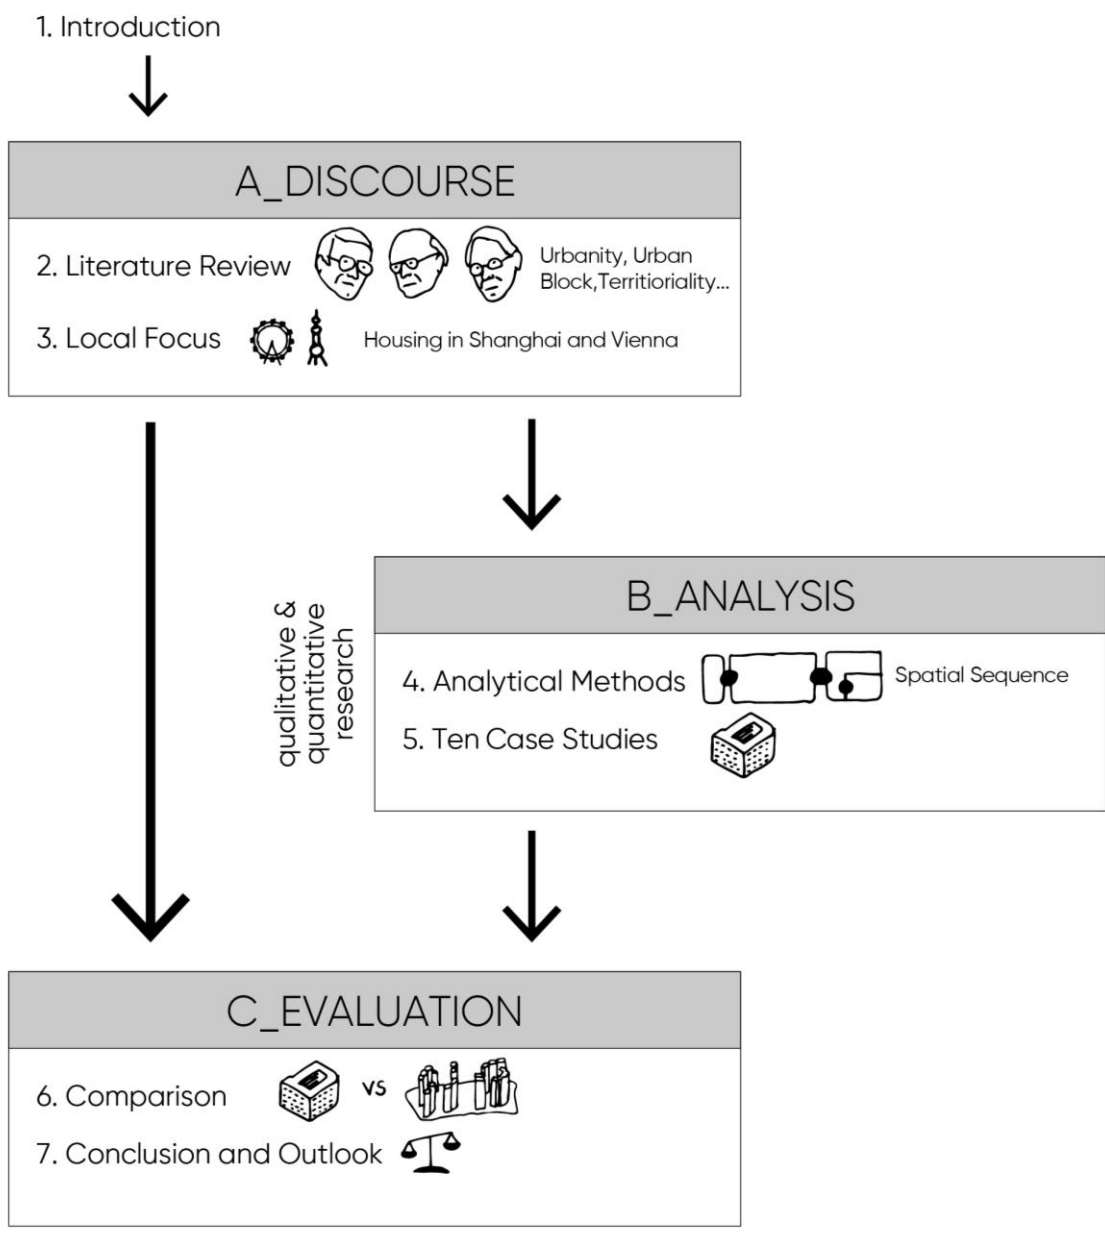 1. Introduction
A_DISCOURSE
2. Literature Review
Urbanity, Urban
Block,Territioriality...
3. Local Focus
Housing in Shanghai and Vienna
qualitative &
quantitative
research
B_ANALYSIS
4. Analytical Methods
Spatial Sequence
5. Ten Case Studies
C_EVALUATION
6. Comparison
vs
7. Conclusion and Outlook